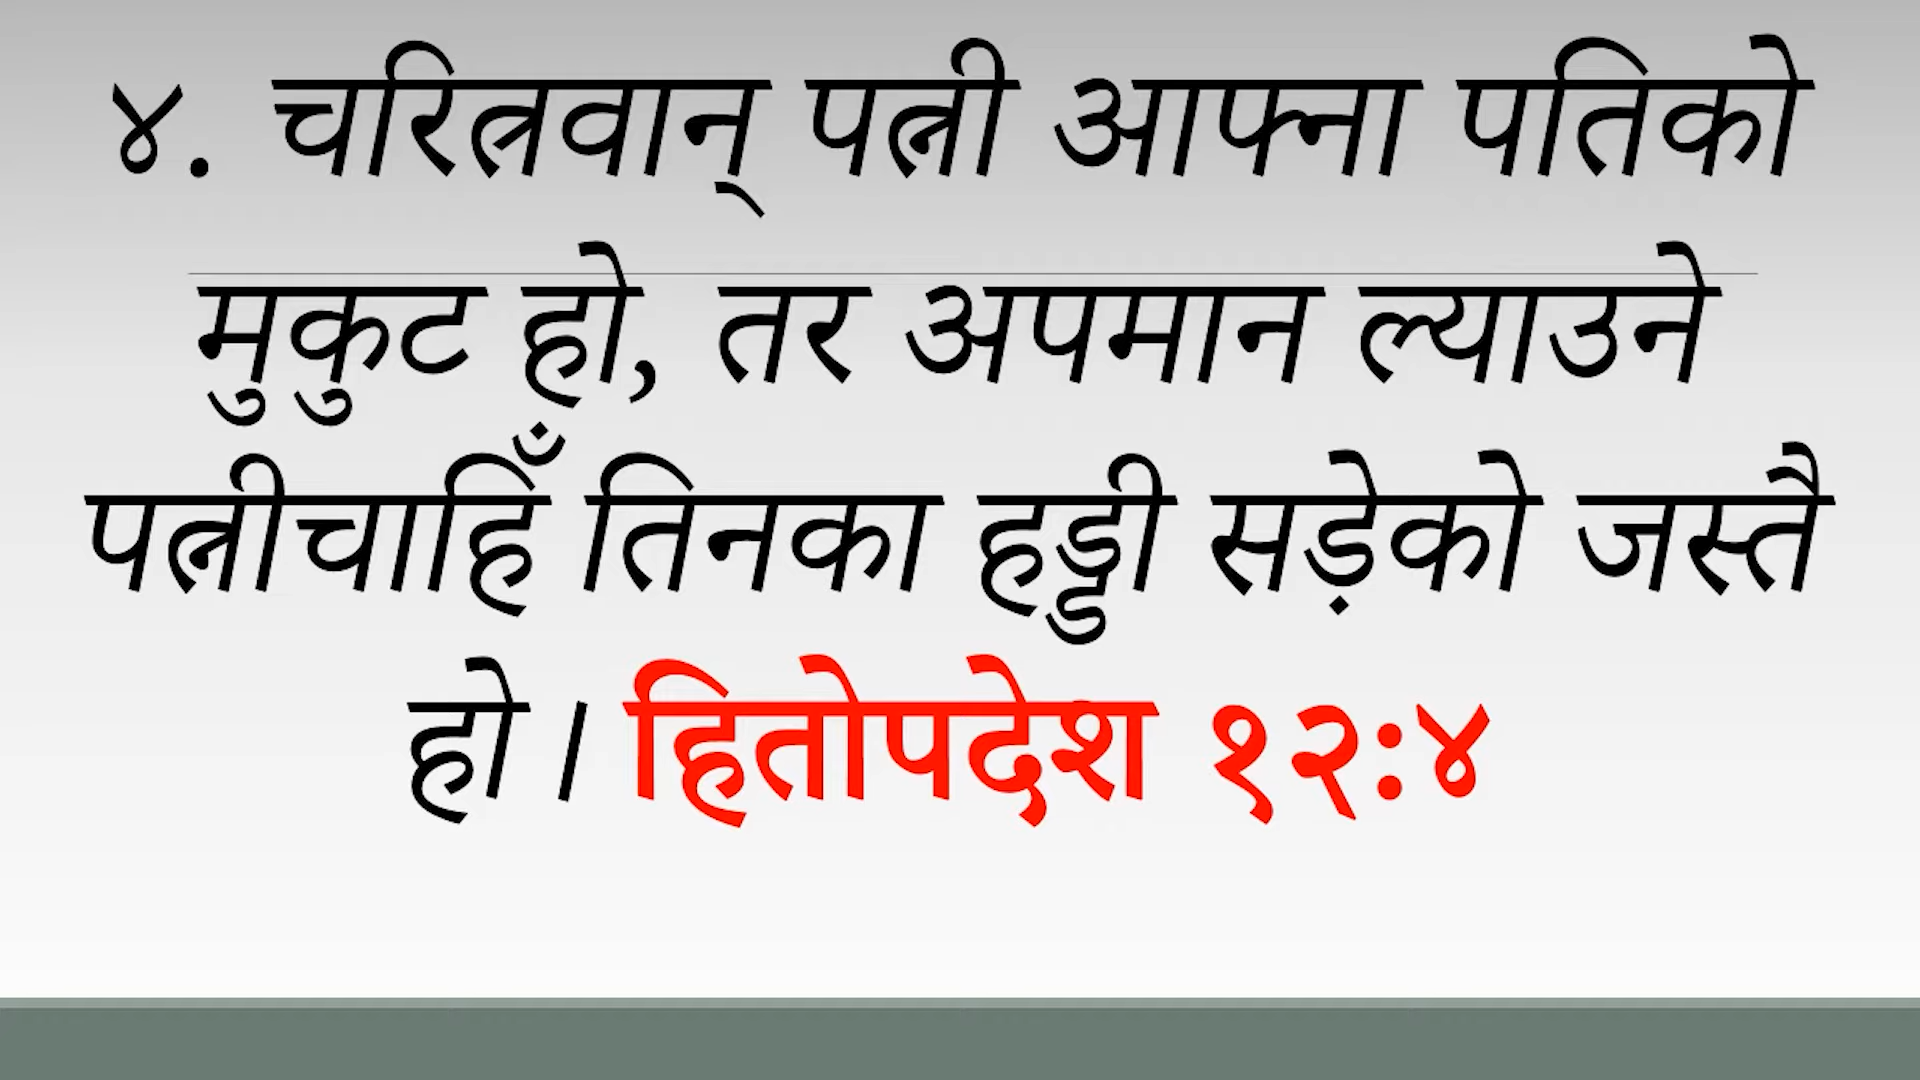 ४. चरित्रवान् पत्नी आफ्ना पतिको
मुकुट हो, तर अपमान ल्याउने
पत्नीचाहिँ तिनका हड्डी सड़ेको जस्तै
हो । हितोपदेश १२:४